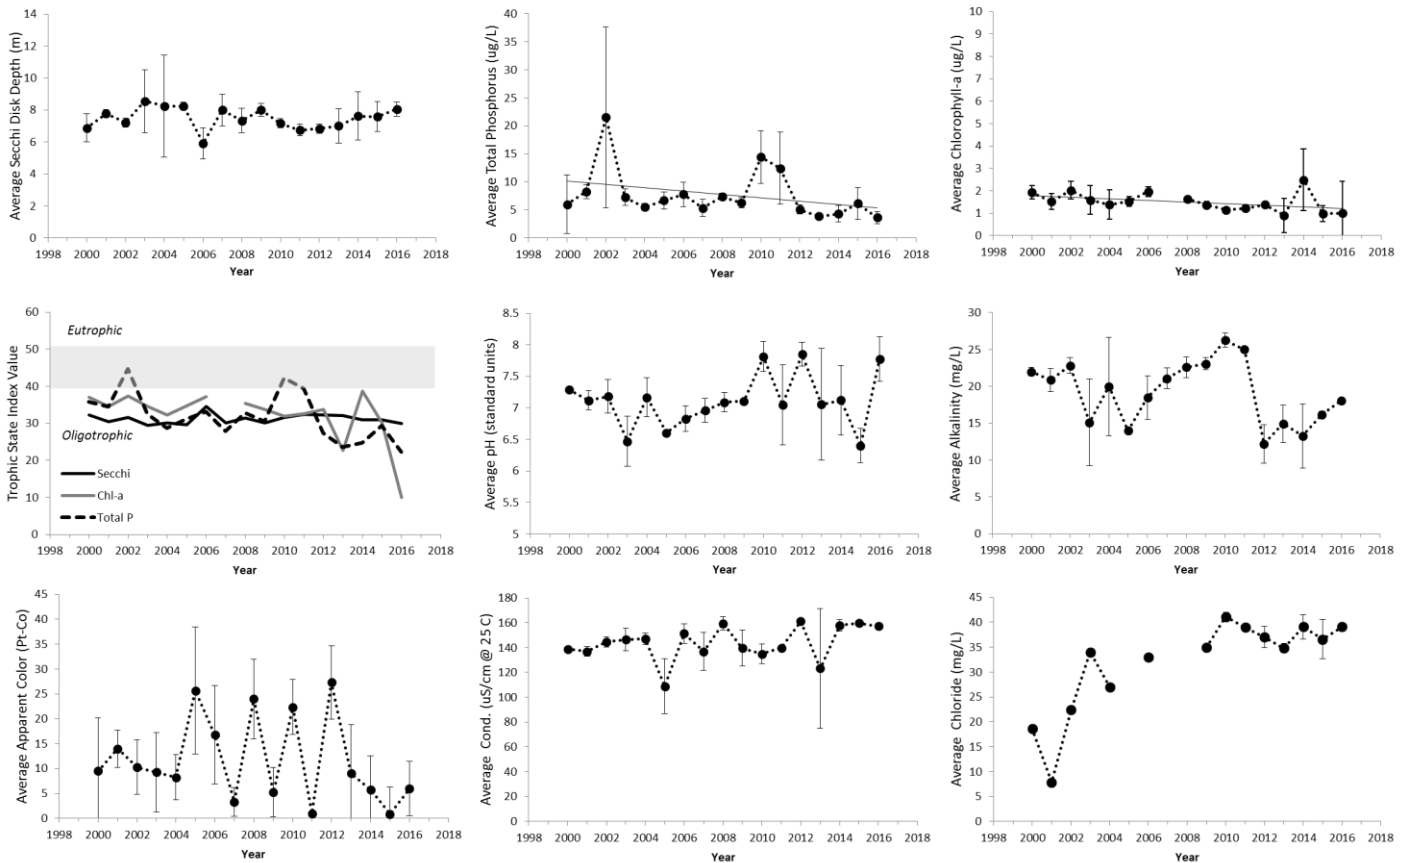 Average Secchi Disk Depth (m)
14
12
10
8
6
4
2
0
1998 2000 2002 2004 2006 2008 2010 2012 2014 2016 2018
Year
Average Total Phosphorus (ug/L)
40
35
30
25
20
15
10
5
0
1998 2000 2002 2004 2006 2008 2010 2012 2014 2016 2018
Year
Average Chlorophyll-a (ug/L)
10
9
8
7
6
5
4
3
2
1
0
1998 2000 2002 2004 2006 2008 2010 2012 2014 2016 2018
Year
Trophic State Index Value
60
50
40
30
20
10
0
Eutrophic
Oligotrophic
Secchi
Chl-a
Total P
1998 2000 2002 2004 2006 2008 2010 2012 2014 2016 2018
Year
Average pH (standard units)
8.5
8
7.5
7
6.5
6
5.5
5
1998 2000 2002 2004 2006 2008 2010 2012 2014 2016 2018
Year
Average Alkalinity (mg/L)
30
25
20
15
10
5
0
1998 2000 2002 2004 2006 2008 2010 2012 2014 2016 2018
Year
Average Apparent Color (Pt-Co)
45
40
35
30
25
20
15
10
5
0
1998 2000 2002 2004 2006 2008 2010 2012 2014 2016 2018
Year
Average Cond. (uS/cm @ 25 C)
180
160
140
120
100
80
60
40
20
0
1998 2000 2002 2004 2006 2008 2010 2012 2014 2016 2018
Year
Average Chloride (mg/L)
45
40
35
30
25
20
15
10
5
0
1998 2000 2002 2004 2006 2008 2010 2012 2014 2016 2018
Year